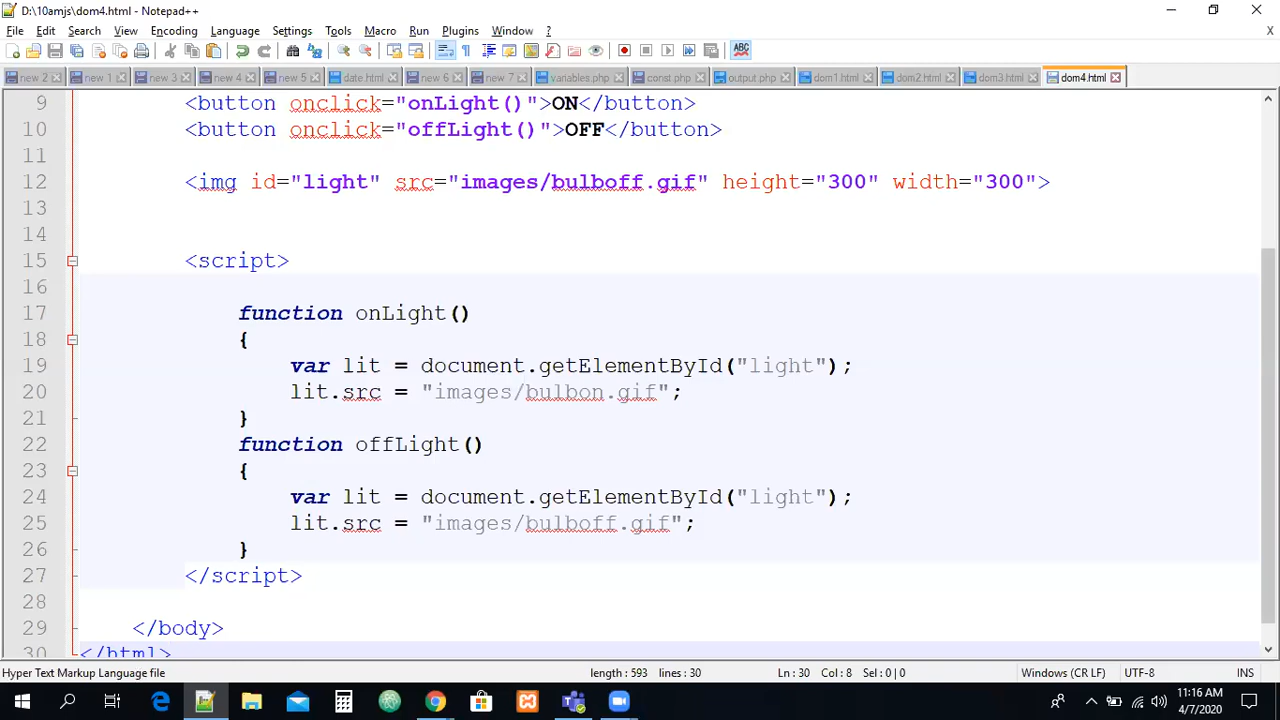 D:\10amjs\dom4.html - Notepad++
File Edit Search View Encoding Language Settings Tools Macro Run Plugins Window ? X
new 2 new 1 new 3 new 4 new 5 date.html new 6 new 7 variables.php const.php output.php dom1.html dom2.html dom3.html dom4.html
9 <button onclick="onLight()">ON</button>
10 <button onclick="offLight()">OFF</button>
11
12 <img id="light" src="images/bulboff.gif" height="300" width="300">
13
14
15 <script>
16
17 function onLight()
18 {
19 var lit = document.getElementById("light");
20 lit.src = "images/bulbon.gif";
21 }
22 function offLight()
23 {
24 var lit = document.getElementById("light");
25 lit.src = "images/bulboff.gif";
26 }
27 </script>
28
29 </body>
30 </html>
Hyper Text Markup Language file length : 593 lines : 30 Ln : 30 Col : 8 Sel : 0 | 0 Windows (CR LF) UTF-8 INS
11:16 AM
4/7/2020